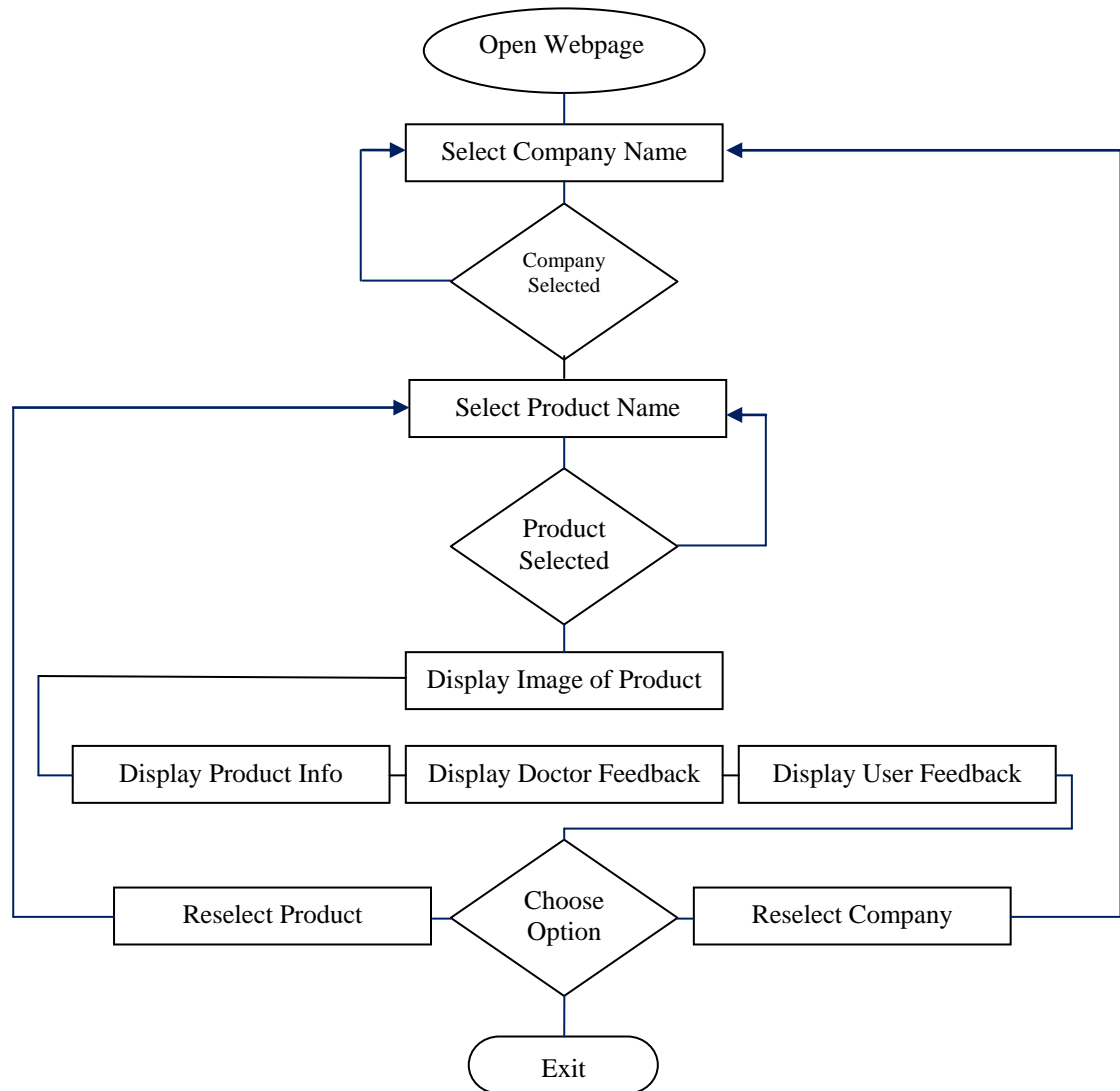 Open Webpage
Select Company Name
Company
Selected
Select Product Name
Product
Selected
Display Image of Product
Display Product Info
Display Doctor Feedback
Display User Feedback
Reselect Product
Choose
Option
Reselect Company
Exit